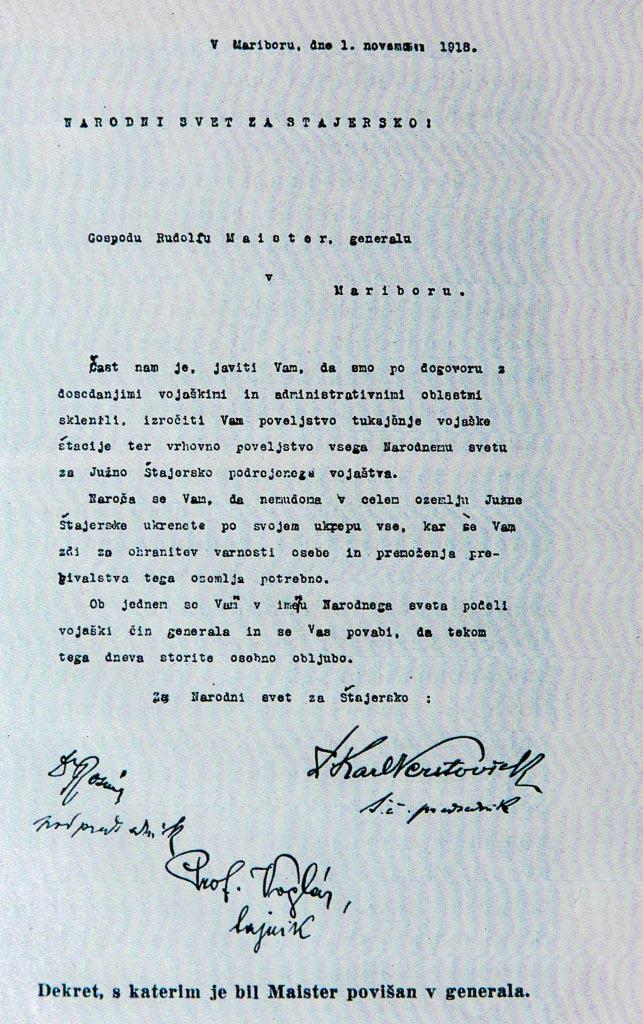 V Mariboru, dne 1. novembra 1918.
NARODNI SVET ZA STAJERSKO!
Gospodu Rudolfu Maister, generalu
v
Mariboru.
Čast nam je, javiti Vam, da smo po dogovoru z
dosedanjimi vojaškimi in administrativnimi oblastmi
sklenili, izročiti Vam poveljstvo tukajšnje vojaške
štacije ter vrhovno poveljstvo vsega Narodnemu svetu
za Južno Štajersko podrejenega vojaštva.
Naroča se Vam, da nemudoma v celem ozemlju Južne
Štajerske ukrenete po svojem ukrepu vse, kar se Vam
zdi za ohranitev varnosti osebe in premoženja pre-
bivalstva tega ozemlja potrebno.
Ob jednem se Vam v imenu Narodnega sveta podeli
vojaški čin generala in se Vas povabi, da tekom
tega dneva storite osebno obljubo.
Za Narodni svet za Štajersko :
Dr Rosina
podpredsednik
Dr Karl Verstovšek
t.č. predsednik
Prof. Voglár,
tajnik
Dekret, s katerim je bil Maister povišan v generala.